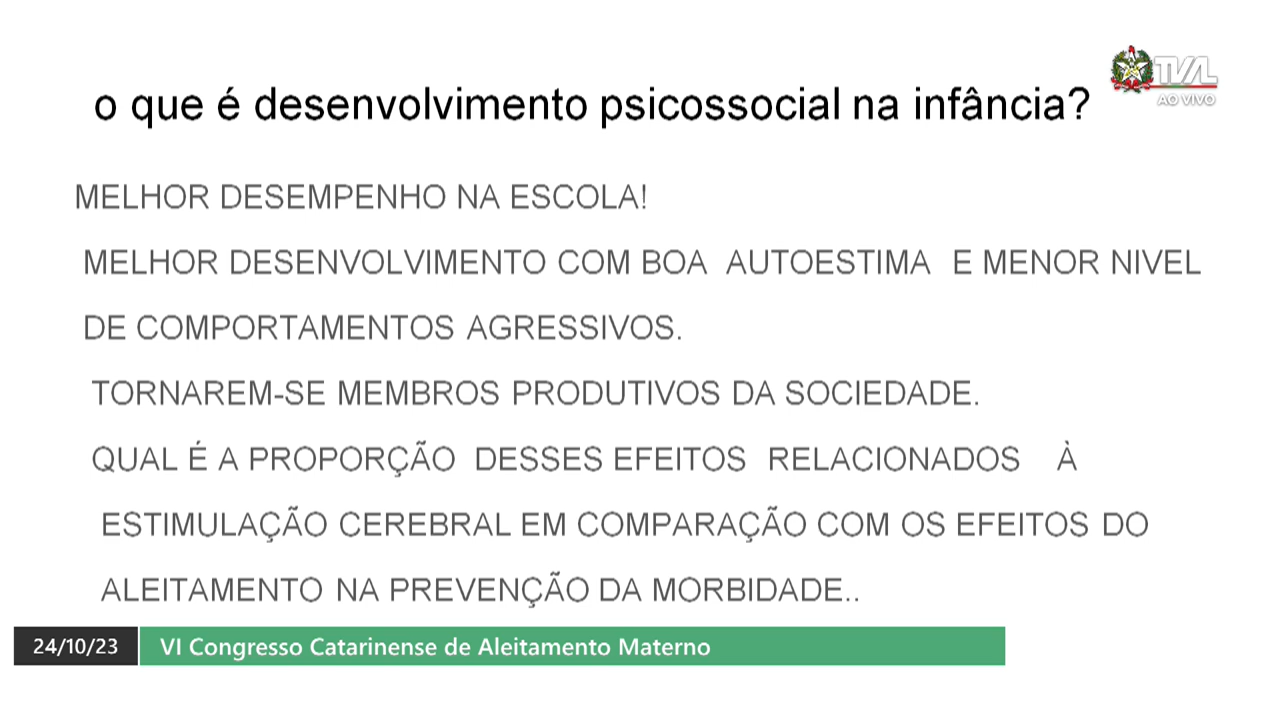 o que é desenvolvimento psicossocial na infância?
TVAL
AO VIVO
MELHOR DESEMPENHO NA ESCOLA!
MELHOR DESENVOLVIMENTO COM BOA AUTOESTIMA E MENOR NIVEL
DE COMPORTAMENTOS AGRESSIVOS.
TORNAREM-SE MEMBROS PRODUTIVOS DA SOCIEDADE.
QUAL É A PROPORÇÃO DESSES EFEITOS RELACIONADOS À
ESTIMULAÇÃO CEREBRAL EM COMPARAÇÃO COM OS EFEITOS DO
ALEITAMENTO NA PREVENÇÃO DA MORBIDADE..
24/10/23 VI Congresso Catarinense de Aleitamento Materno